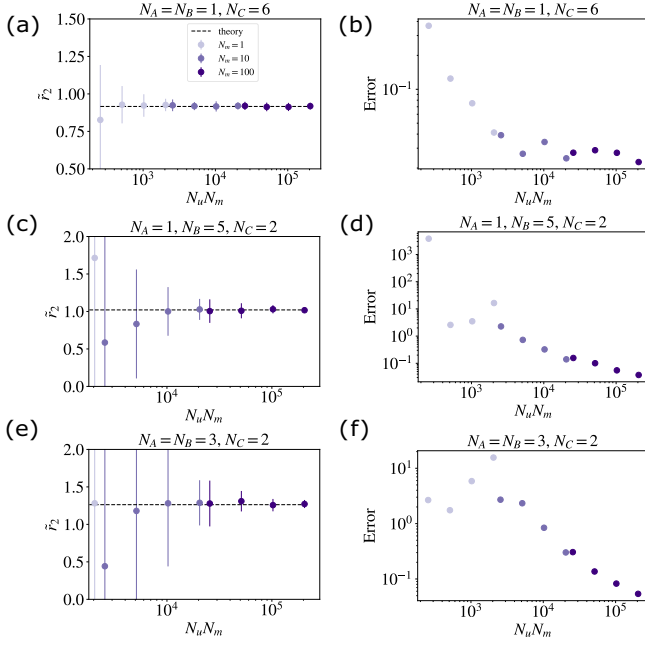 (a)
N_A = N_B = 1, N_C = 6
1.50
1.25
1.00
0.75
0.50
r̃_2
theory
N_m = 1
N_m = 10
N_m = 100
10^3
10^4
10^5
N_u N_m
(b)
N_A = N_B = 1, N_C = 6
Error
10^{-1}
10^3
10^4
10^5
N_u N_m
(c)
N_A = 1, N_B = 5, N_C = 2
2.0
1.5
1.0
0.5
0.0
r̃_2
10^4
10^5
N_u N_m
(d)
N_A = 1, N_B = 5, N_C = 2
10^3
10^2
10^1
10^0
10^{-1}
Error
10^3
10^4
10^5
N_u N_m
(e)
N_A = N_B = 3, N_C = 2
2.0
1.5
1.0
0.5
0.0
r̃_2
10^4
10^5
N_u N_m
(f)
N_A = N_B = 3, N_C = 2
10^1
10^0
10^{-1}
Error
10^3
10^4
10^5
N_u N_m